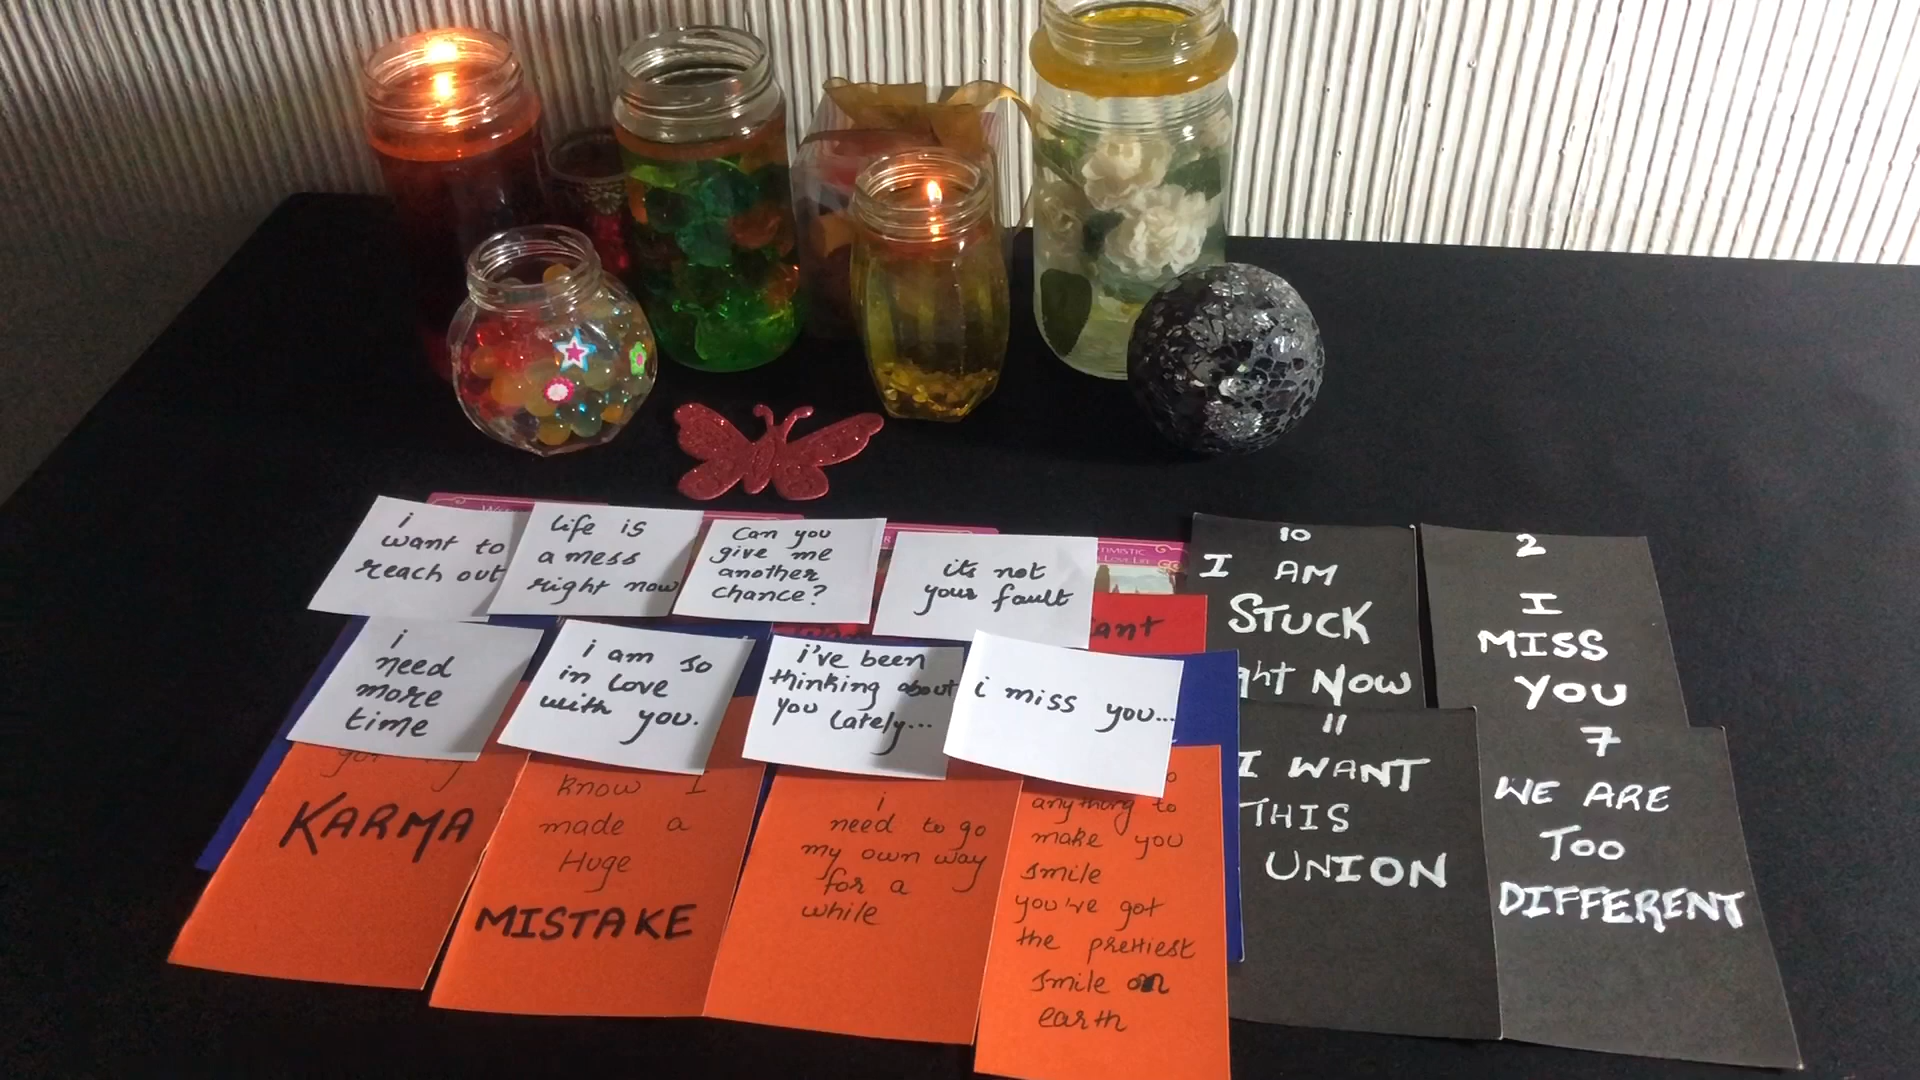 i
want to
reach out
life is
a mess
right now
Can you
give me
another
chance?
its not
your fault
10
I AM
STUCK
NOW
2
I
MISS
YOU
i
need
more
time
i am so
in love
with you.
i've been
thinking about
you lately...
i miss you...
KARMA
know I
made a
Huge
MISTAKE
i
need to go
my own way
for a
while
anything to
make you
smile
you've got
the prettiest
smile on
earth
11
I WANT
THIS
UNION
7
WE ARE
TOO
DIFFERENT